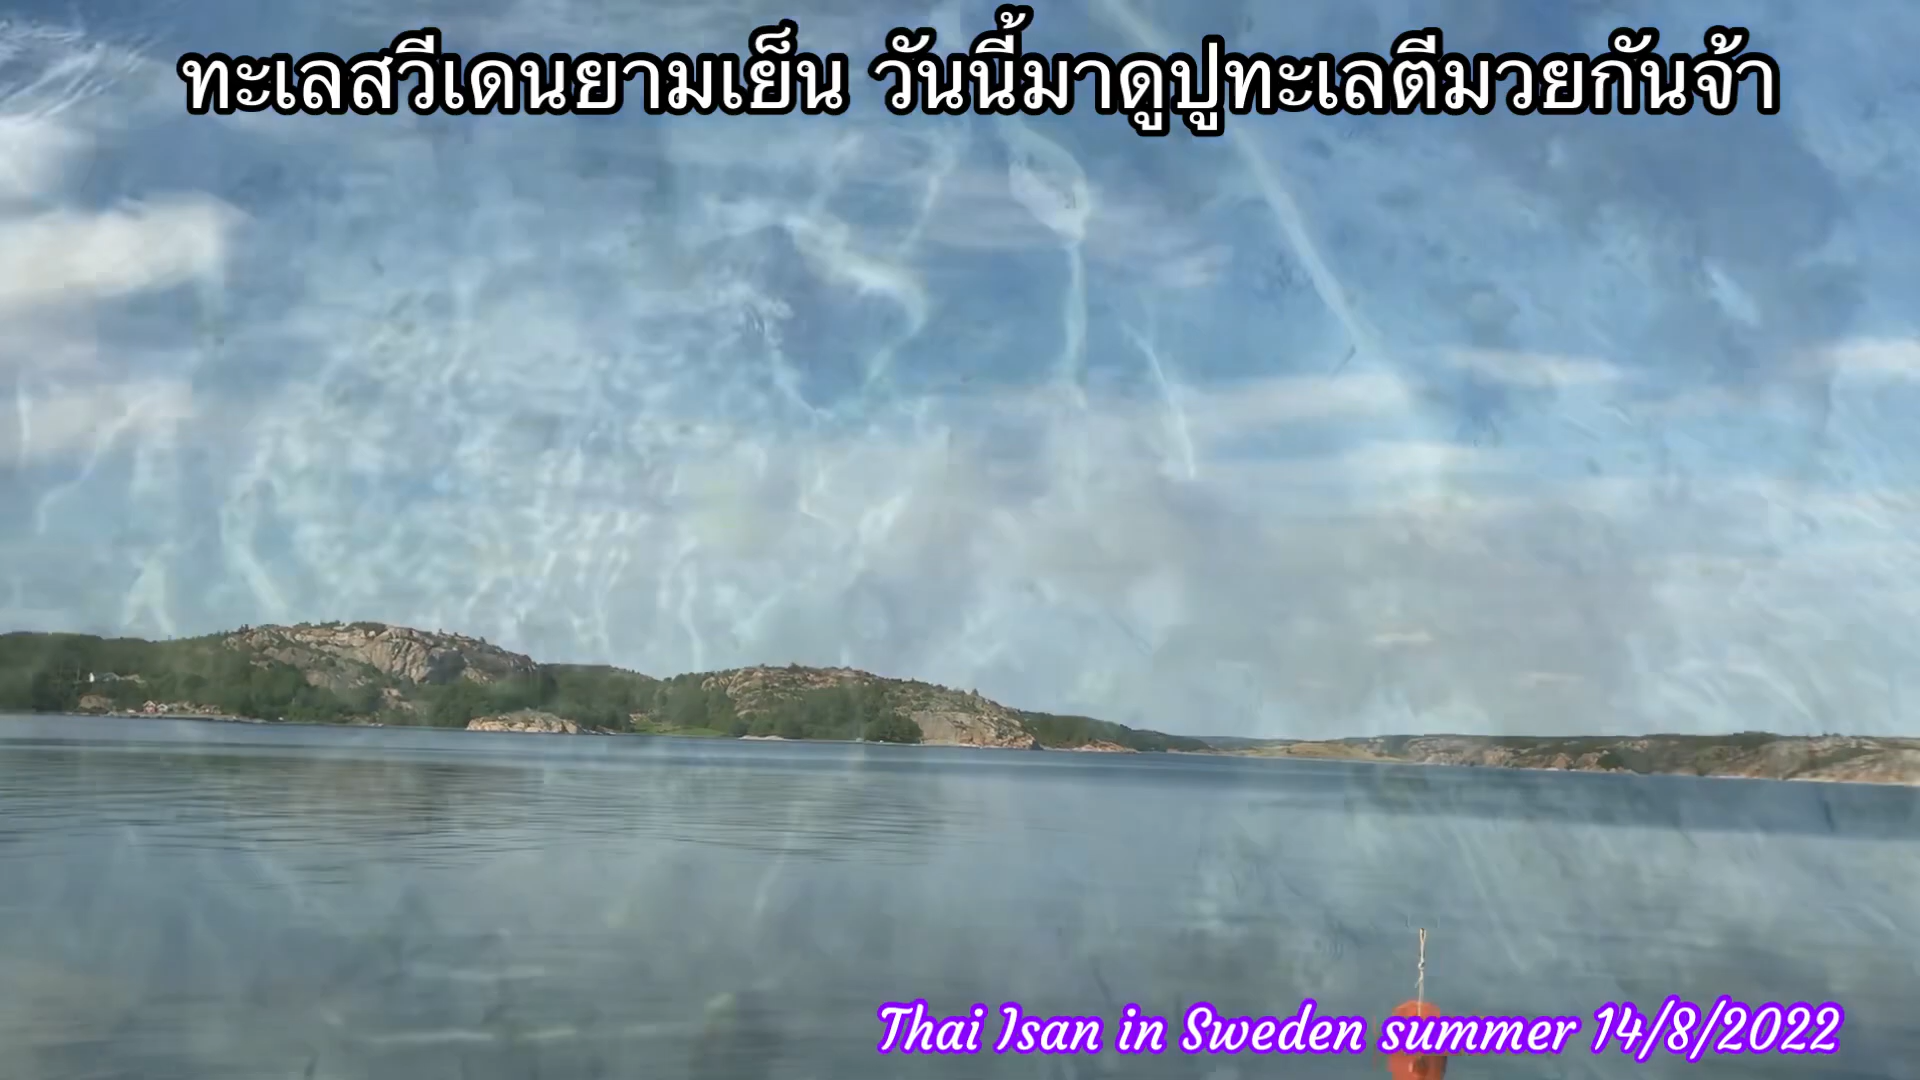 ทะเลสวีเดนยามเย็น วันนี้มาดูปูทะเลตีมวยกันจ้า
Thai Isan in Sweden summer 14/8/2022